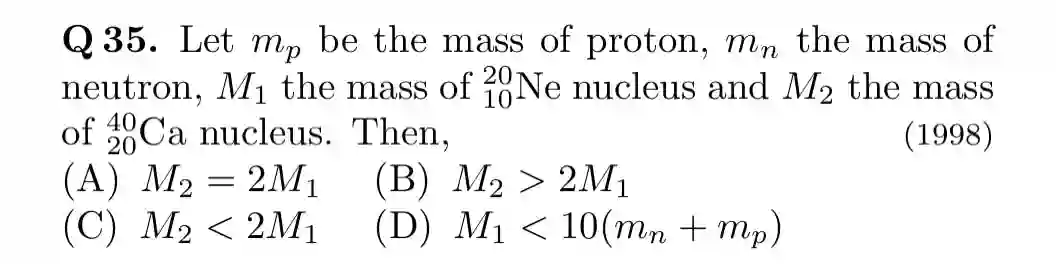 Q 35. Let m_p be the mass of proton, m_n the mass of
neutron, M_1 the mass of ^{20}_{10}Ne nucleus and M_2 the mass
of ^{40}_{20}Ca nucleus. Then, (1998)
(A) M_2 = 2M_1 (B) M_2 > 2M_1
(C) M_2 < 2M_1 (D) M_1 < 10(m_n + m_p)